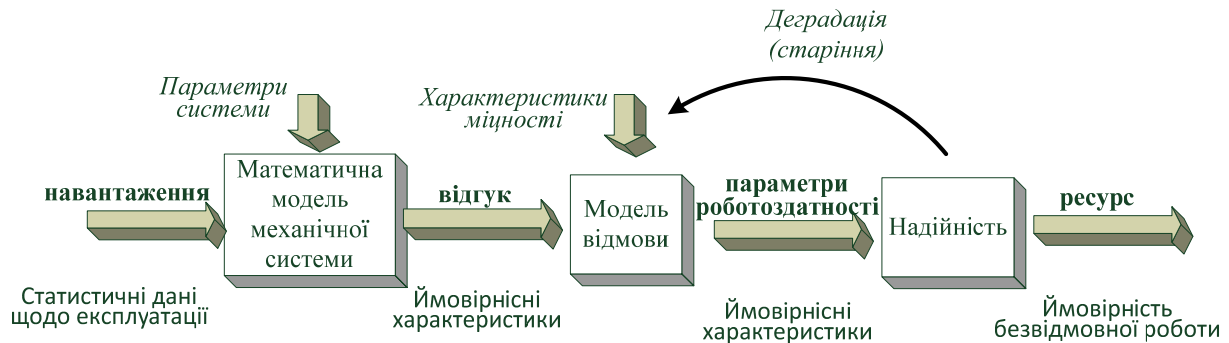 Деградація
(старіння)
Параметри
системи
Характеристики
міцності
навантаження
Математична
модель
механічної
системи
відгук
Модель
відмови
параметри
роботоздатності
Надійність
ресурс
Статистичні дані
щодо експлуатації
Ймовірнісні
характеристики
Ймовірнісні
характеристики
Ймовірність
безвідмовної роботи